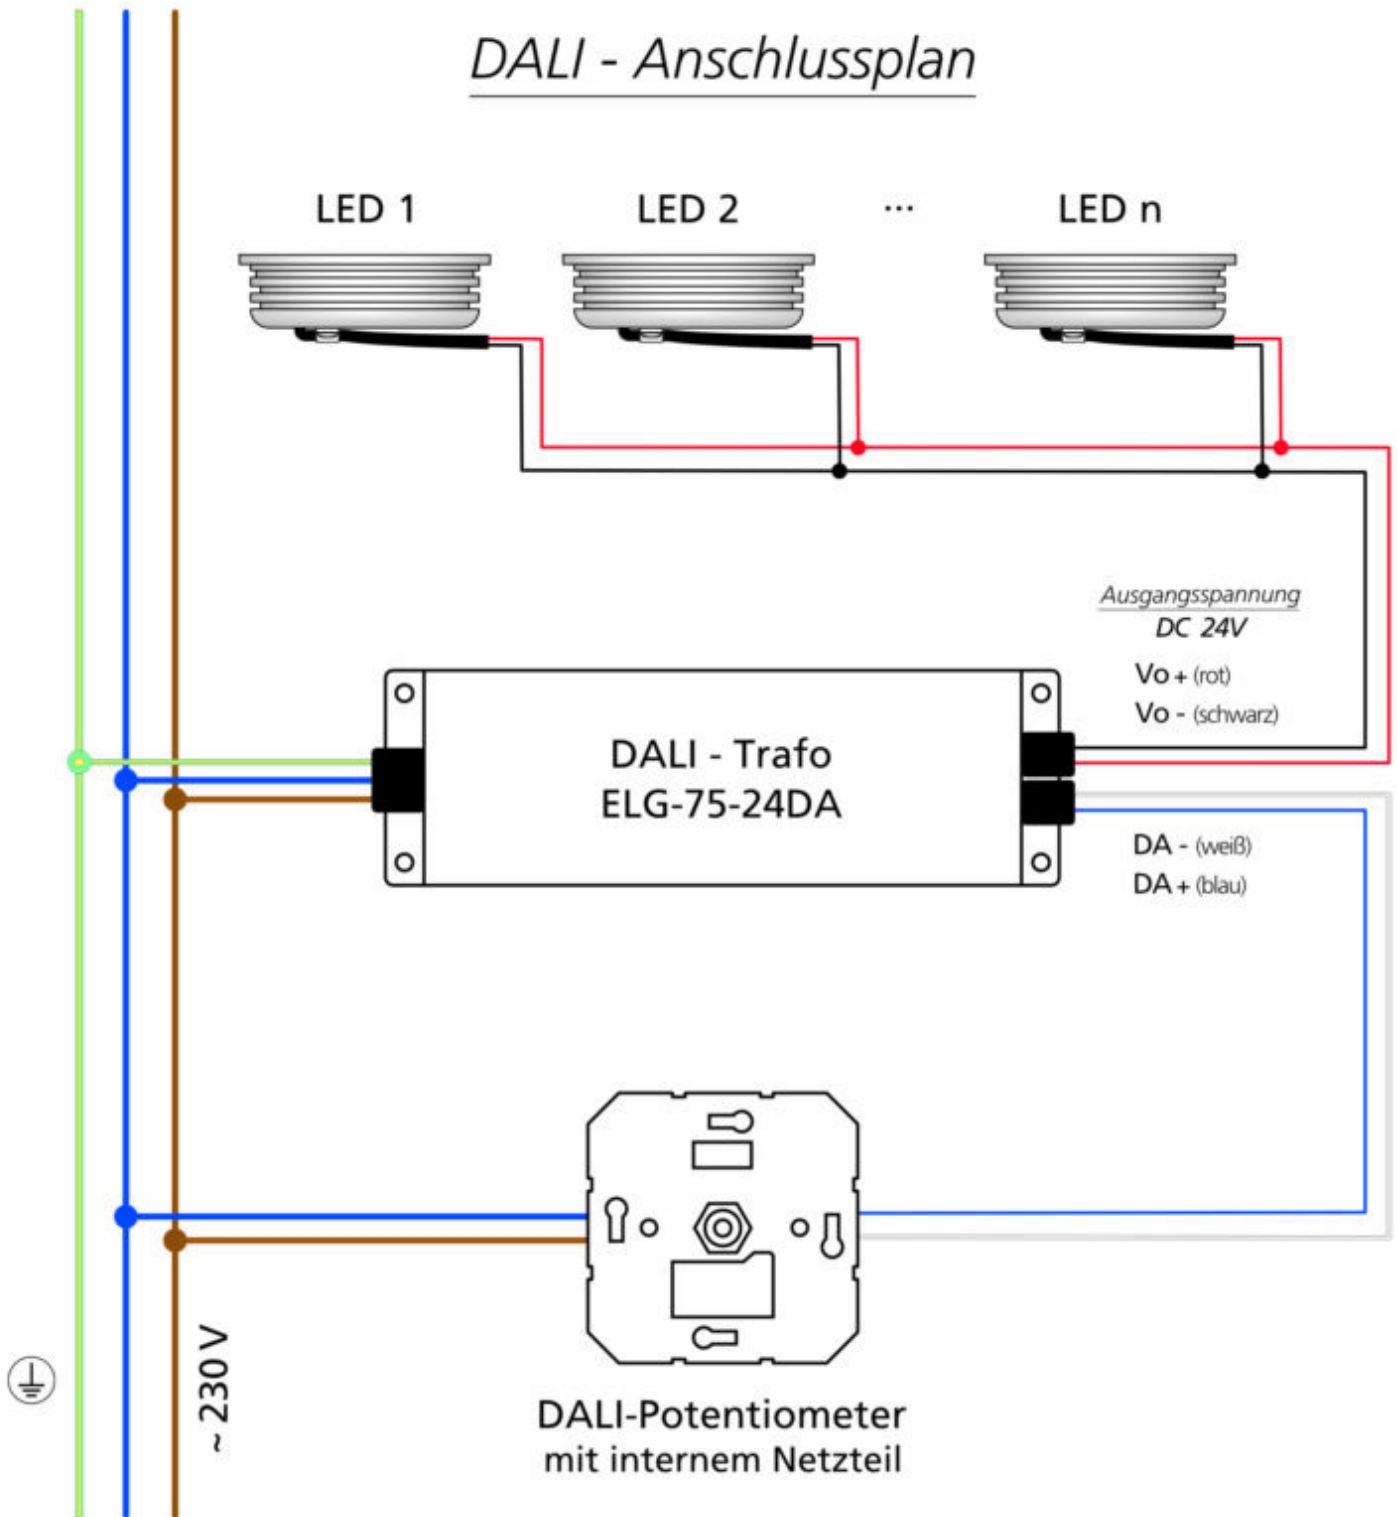 DALI - Anschlussplan
LED 1
LED 2
...
LED n
Ausgangsspannung
DC 24V
Vo + (rot)
Vo - (schwarz)
DALI - Trafo
ELG-75-24DA
DA - (weiß)
DA + (blau)
~ 230 V
DALI-Potentiometer
mit internem Netzteil